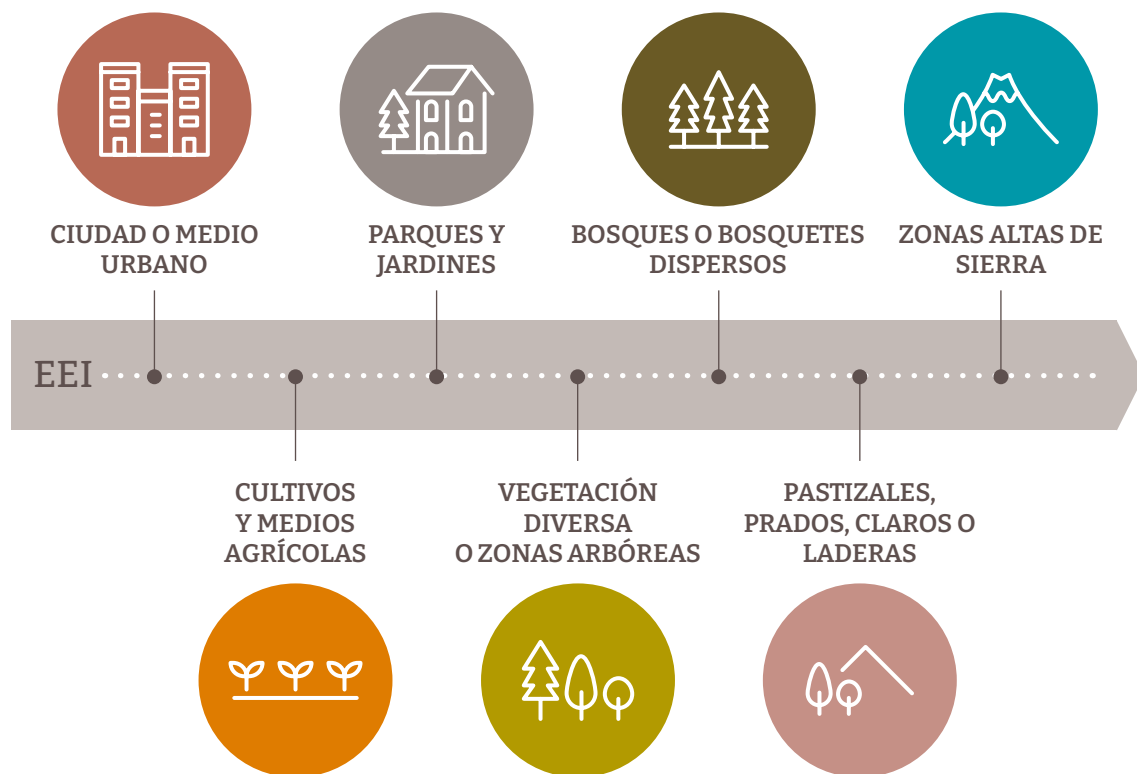 CIUDAD O MEDIO
URBANO
PARQUES Y
JARDINES
BOSQUES O BOSQUETES
DISPERSOS
ZONAS ALTAS DE
SIERRA
EEI
CULTIVOS
Y MEDIOS
AGRÍCOLAS
VEGETACIÓN
DIVERSA
O ZONAS ARBÓREAS
PASTIZALES,
PRADOS, CLAROS O
LADERAS